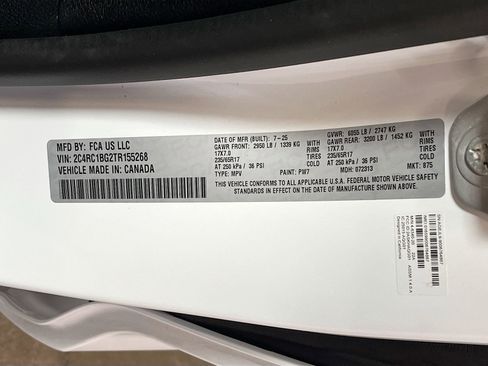 MFD BY: FCA US LLC
VIN: 2C4RC1BG2TR155268
VEHICLE MADE IN: CANADA
DATE OF MFR(BUILT) 7-25
GAWR FRONT: 2950 LB / 1339 KG
17X7.0
235/65R17
AT 250 kPa / 36 PSI
TYPE: MPV PAINT: PW7
GVWR: 6055 LB / 2747 KG
GAWR REAR: 3200 LB / 1452 KG
RIMS 17X7.0 RIMS
TIRES 235/65R17 TIRES
COLD AT 250 kPa / 36 PSI COLD
MDH: 072313 MKT: 875
THIS VEHICLE CONFORMS TO ALL APPLICABLE U.S.A. FEDERAL MOTOR VEHICLE SAFETY
STANDARDS IN EFFECT ON THE DATE OF MANUFACTURE SHOWN ABOVE
Designed in California